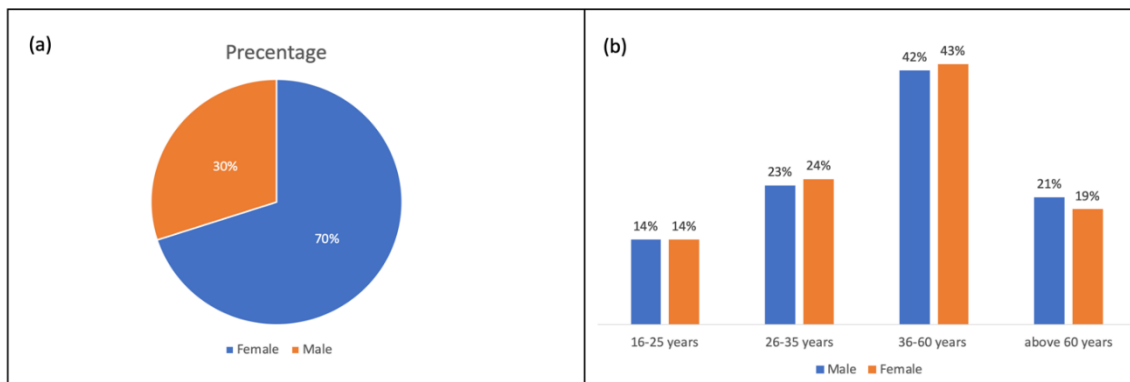 (a)
Precentage
30%
70%
Female Male
(b)
42% 43%
23% 24%
21% 19%
14% 14%
16-25 years 26-35 years 36-60 years above 60 years
Male Female